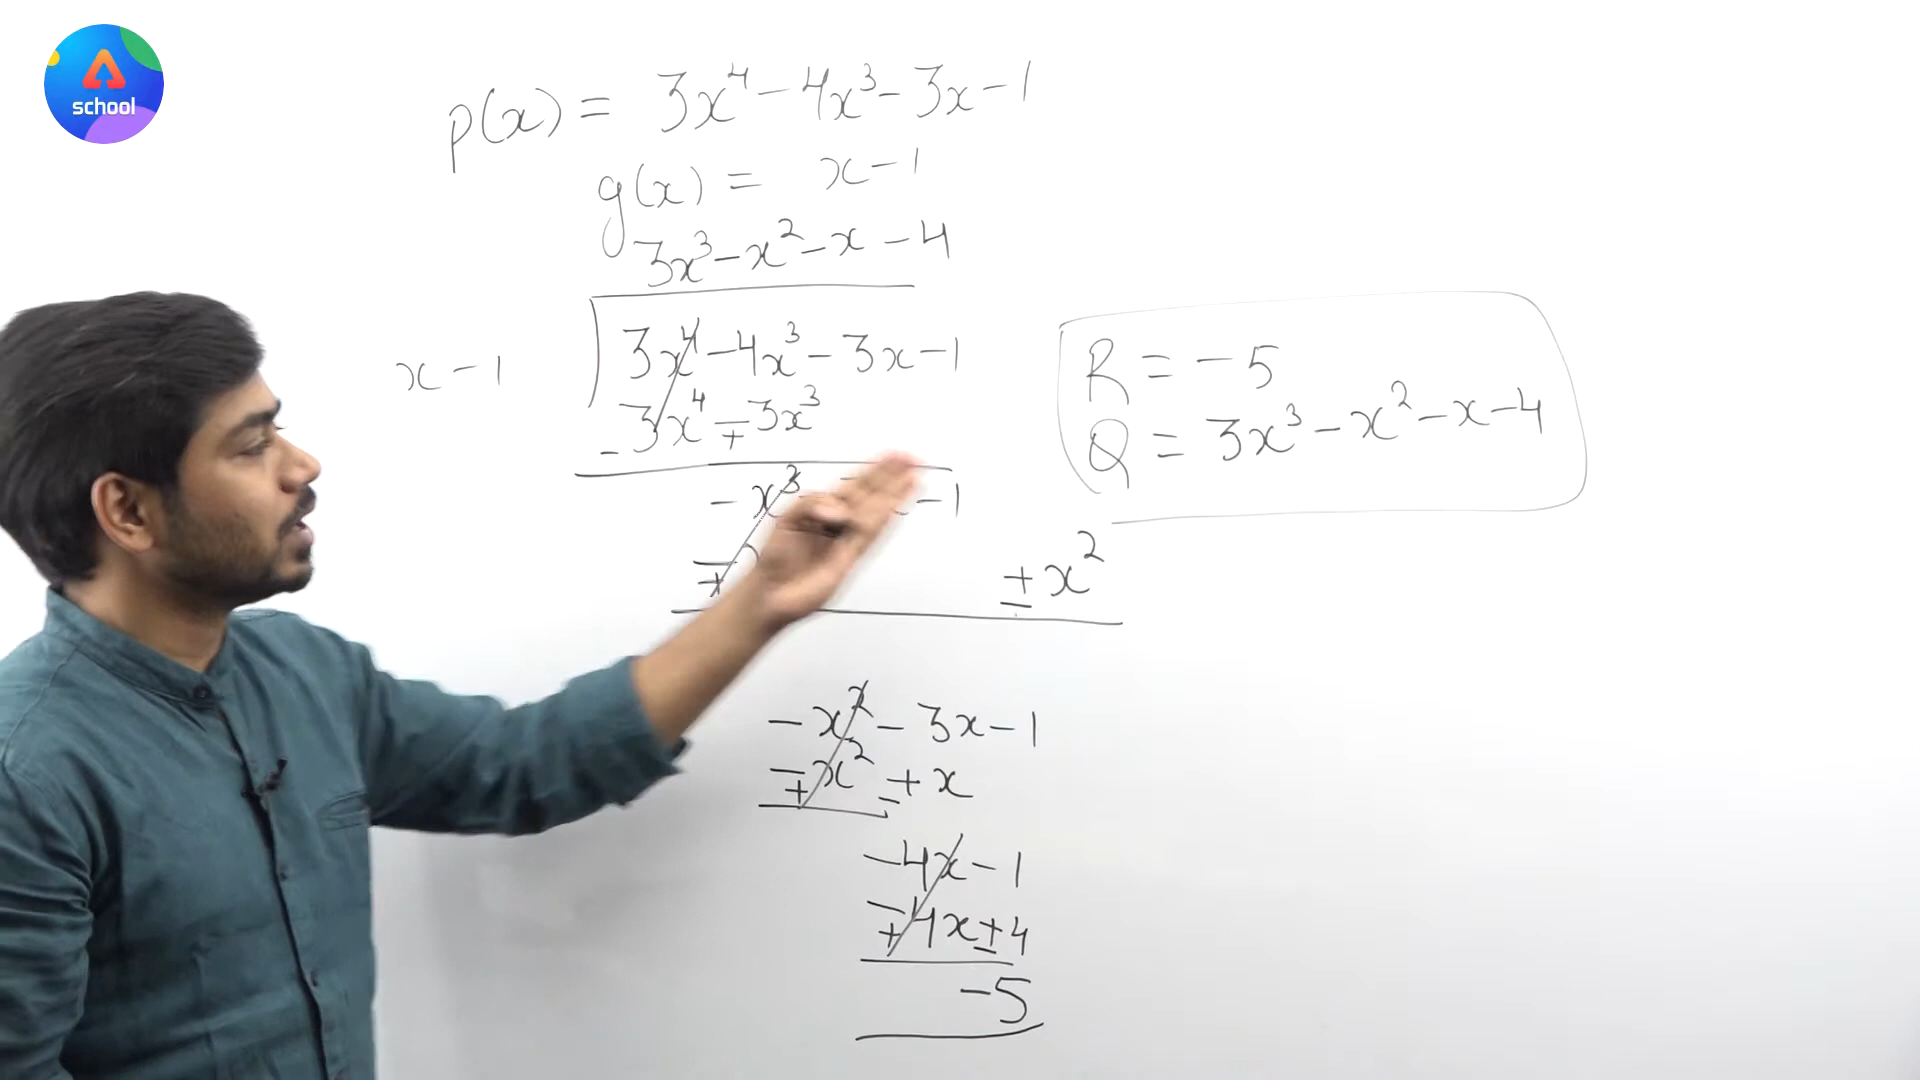 school
p(x) = 3x⁴ - 4x³ - 3x - 1
g(x) = x - 1
3x³ - x² - x - 4
x - 1
3x⁴ - 4x³ - 3x - 1
- 3x⁴ ∓ 3x³
- x³ - 1
∓ ± x²
- x² - 3x - 1
∓ x² ± x
- 4x - 1
∓ 4x ± 4
- 5
R = - 5
Q = 3x³ - x² - x - 4